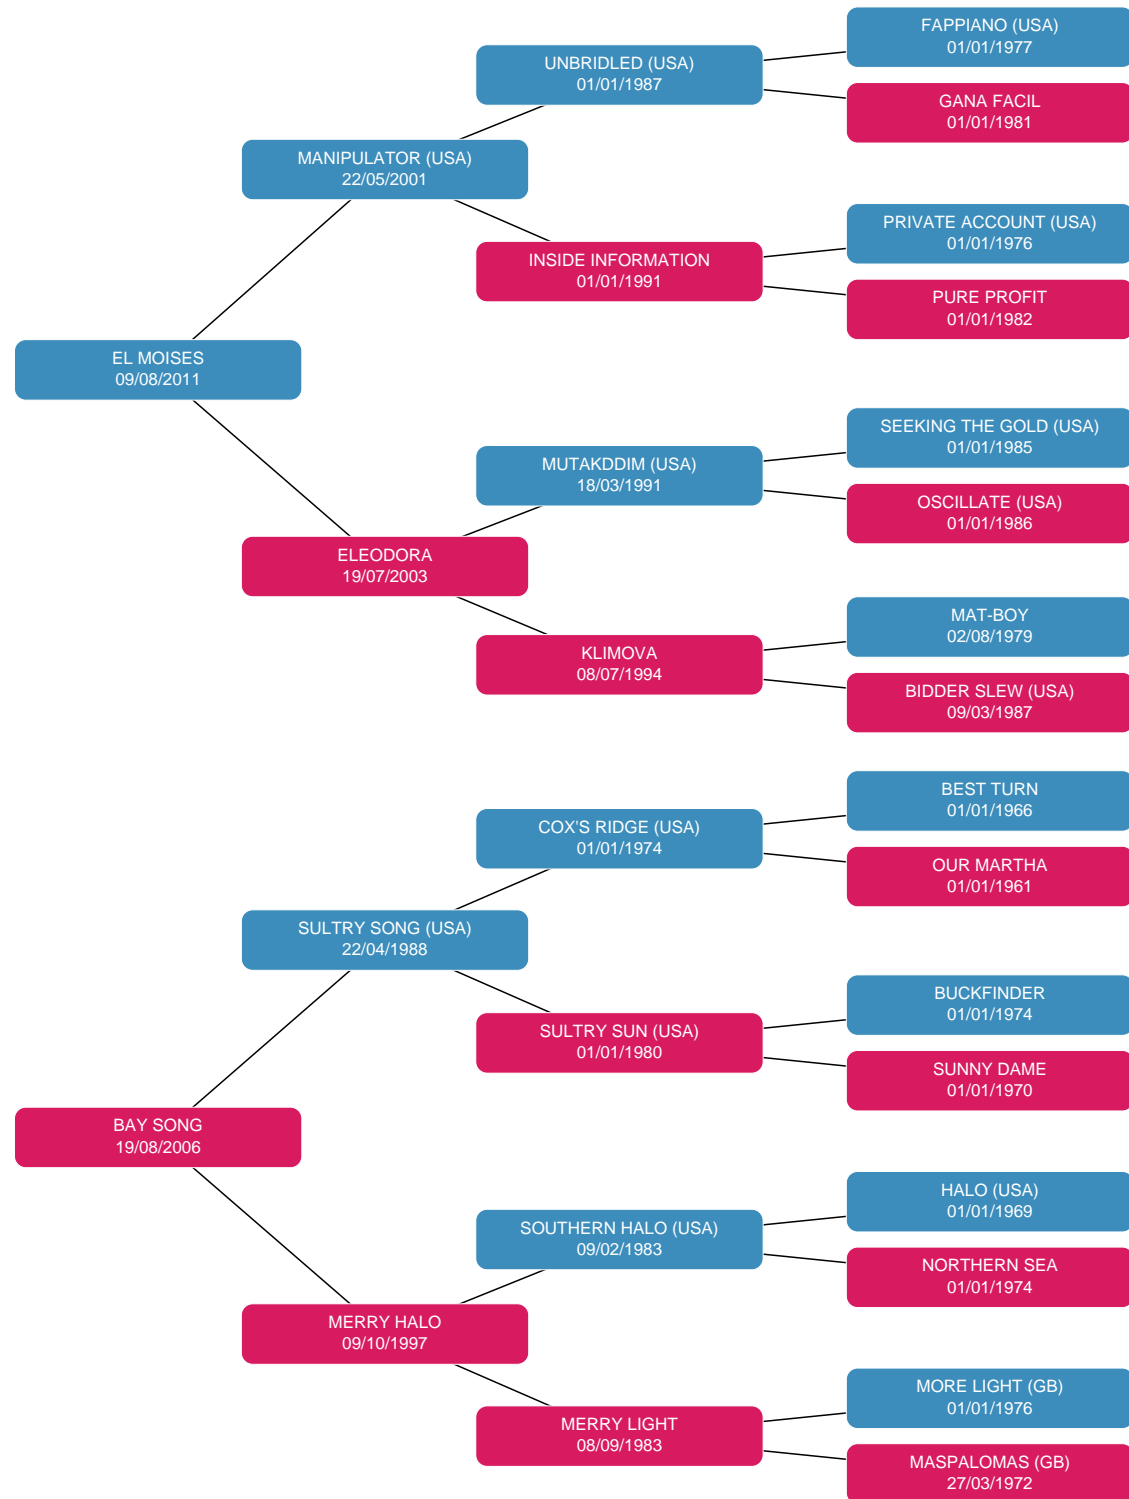 FAPPIANO (USA)
01/01/1977
UNBRIDLED (USA)
01/01/1987
GANA FACIL
01/01/1981
MANIPULATOR (USA)
22/05/2001
PRIVATE ACCOUNT (USA)
01/01/1976
INSIDE INFORMATION
01/01/1991
PURE PROFIT
01/01/1982
EL MOISES
09/08/2011
SEEKING THE GOLD (USA)
01/01/1985
MUTAKDDIM (USA)
18/03/1991
OSCILLATE (USA)
01/01/1986
ELEODORA
19/07/2003
MAT-BOY
02/08/1979
KLIMOVA
08/07/1994
BIDDER SLEW (USA)
09/03/1987
BEST TURN
01/01/1966
COX'S RIDGE (USA)
01/01/1974
OUR MARTHA
01/01/1961
SULTRY SONG (USA)
22/04/1988
BUCKFINDER
01/01/1974
SULTRY SUN (USA)
01/01/1980
SUNNY DAME
01/01/1970
BAY SONG
19/08/2006
HALO (USA)
01/01/1969
SOUTHERN HALO (USA)
09/02/1983
NORTHERN SEA
01/01/1974
MERRY HALO
09/10/1997
MORE LIGHT (GB)
01/01/1976
MERRY LIGHT
08/09/1983
MASPALOMAS (GB)
27/03/1972